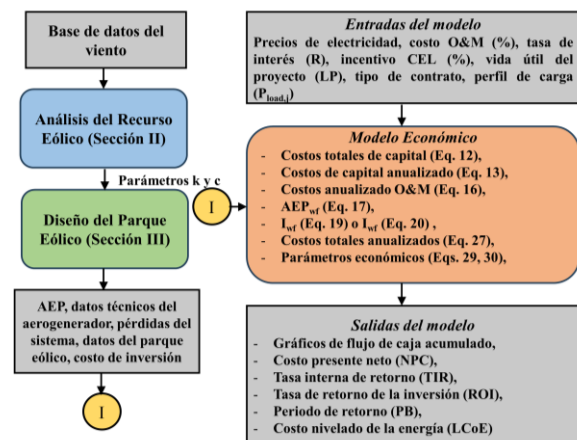 Base de datos del
viento
Análisis del Recurso
Eólico (Sección II)
Parámetros k y c
Diseño del Parque
Eólico (Sección III)
AEP, datos técnicos del
aerogenerador, pérdidas del
sistema, datos del parque
eólico, costo de inversión
I
Entradas del modelo
Precios de electricidad, costo O&M (%), tasa de
interés (R), incentivo CEL (%), vida útil del
proyecto (LP), tipo de contrato, perfil de carga
(P_load,j)
I
Modelo Económico
- Costos totales de capital (Eq. 12),
- Costos de capital anualizado (Eq. 13),
- Costos anualizado O&M (Eq. 16),
- AEP_wf (Eq. 17),
- I_wf (Eq. 19) o I_wf (Eq. 20) ,
- Costos totales anualizados (Eq. 27),
- Parámetros económicos (Eqs. 29, 30),
Salidas del modelo
- Gráficos de flujo de caja acumulado,
- Costo presente neto (NPC),
- Tasa interna de retorno (TIR),
- Tasa de retorno de la inversión (ROI),
- Periodo de retorno (PB),
- Costo nivelado de la energía (LCoE)